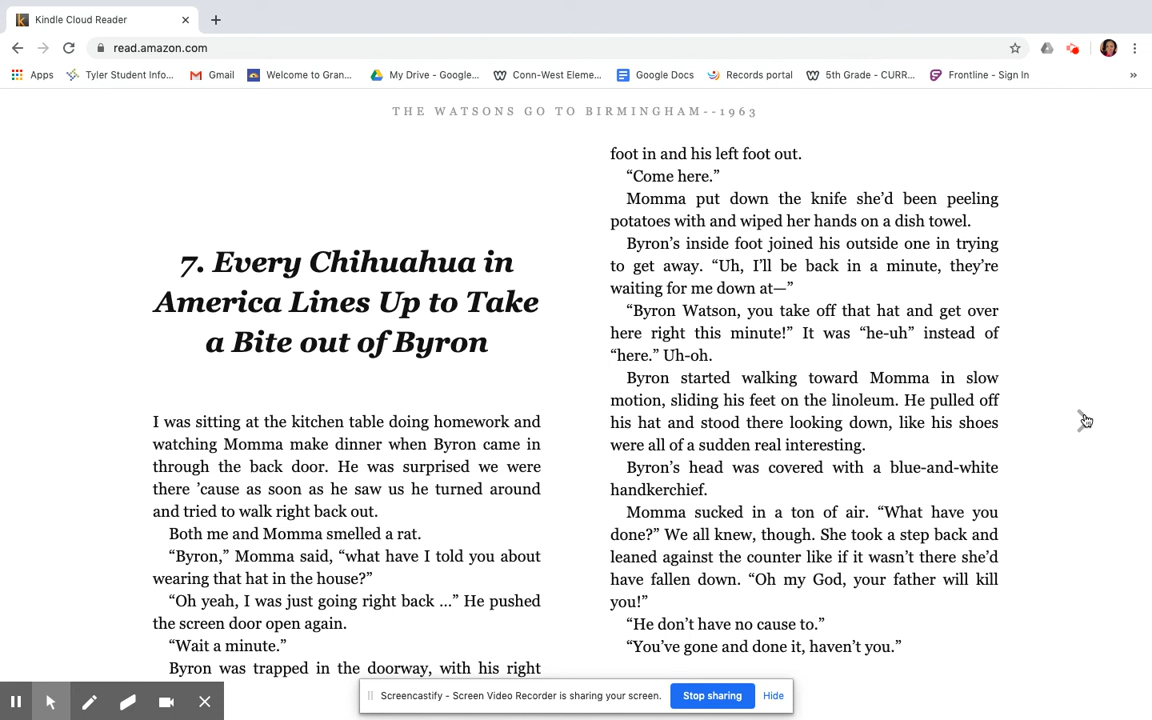 Kindle Cloud Reader
read.amazon.com
Apps
Tyler Student Info...
Gmail
Welcome to Gran...
My Drive - Google...
Conn-West Eleme...
Google Docs
Records portal
5th Grade - CURR...
Frontline - Sign In
»
THE WATSONS GO TO BIRMINGHAM--1963
7. Every Chihuahua in
America Lines Up to Take
a Bite out of Byron
I was sitting at the kitchen table doing homework and
watching Momma make dinner when Byron came in
through the back door. He was surprised we were
there ’cause as soon as he saw us he turned around
and tried to walk right back out.
Both me and Momma smelled a rat.
“Byron,” Momma said, “what have I told you about
wearing that hat in the house?”
“Oh yeah, I was just going right back ...” He pushed
the screen door open again.
“Wait a minute.”
Byron was trapped in the doorway, with his right
foot in and his left foot out.
“Come here.”
Momma put down the knife she’d been peeling
potatoes with and wiped her hands on a dish towel.
Byron’s inside foot joined his outside one in trying
to get away. “Uh, I’ll be back in a minute, they’re
waiting for me down at—”
“Byron Watson, you take off that hat and get over
here right this minute!” It was “he-uh” instead of
“here.” Uh-oh.
Byron started walking toward Momma in slow
motion, sliding his feet on the linoleum. He pulled off
his hat and stood there looking down, like his shoes
were all of a sudden real interesting.
Byron’s head was covered with a blue-and-white
handkerchief.
Momma sucked in a ton of air. “What have you
done?” We all knew, though. She took a step back and
leaned against the counter like if it wasn’t there she’d
have fallen down. “Oh my God, your father will kill
you!”
“He don’t have no cause to.”
“You’ve gone and done it, haven’t you.”
Screencastify - Screen Video Recorder is sharing your screen.
Stop sharing
Hide